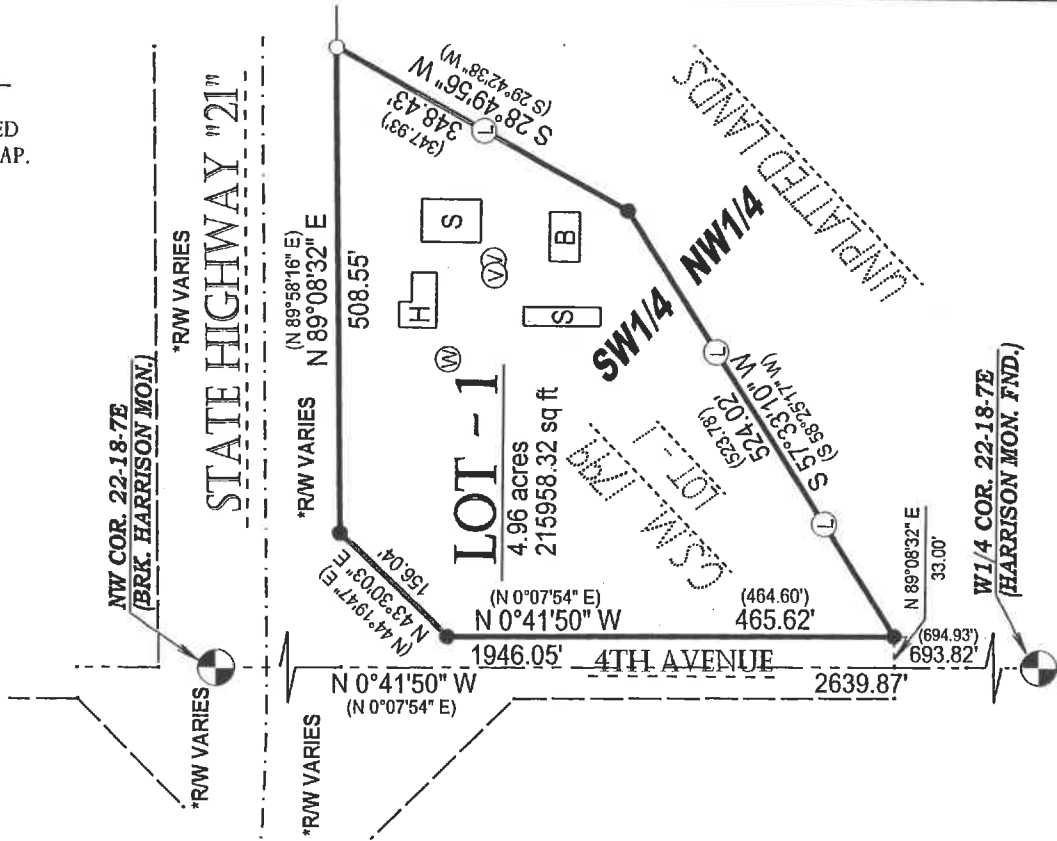 ED
AP.
STATE HIGHWAY "21"
*R/W VARIES
NW COR. 22-18-7E
(BRK. HARRISON MON.)
*R/W VARIES
(N 89°58'16" E)
N 89°08'32" E
508.55'
*R/W VARIES
S 28°49'56" W
(S 29°42'38" W)
348.43'
(347.93')
L
UNPLATTED LANDS
SW1/4 NW1/4
S
B
H
VV
S
W
LOT - 1
4.96 acres
215958.32 sq ft
L
S 57°33'10" W
(S 58°25'17" W)
524.02'
(523.78')
LOT - 1
L
(N 44°19'47" E)
N 43°30'03" E
156.04'
(N 0°07'54" E)
N 0°41'50" W
(464.60')
465.62'
N 89°08'32" E
33.00'
(694.93')
693.82'
1946.05'
4TH AVENUE
N 0°41'50" W
(N 0°07'54" E)
2639.87'
*R/W VARIES
W1/4 COR. 22-18-7E
(HARRISON MON. FND.)
CSM